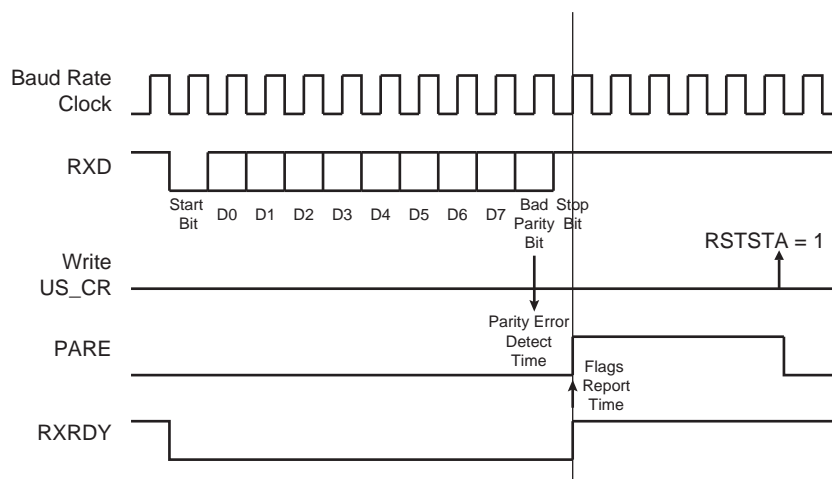 Baud Rate
Clock
RXD
Start
Bit
D0
D1
D2
D3
D4
D5
D6
D7
Bad
Parity
Bit
Stop
Bit
RSTSTA = 1
Write
US_CR
Parity Error
Detect
Time
PARE
Flags
Report
Time
RXRDY